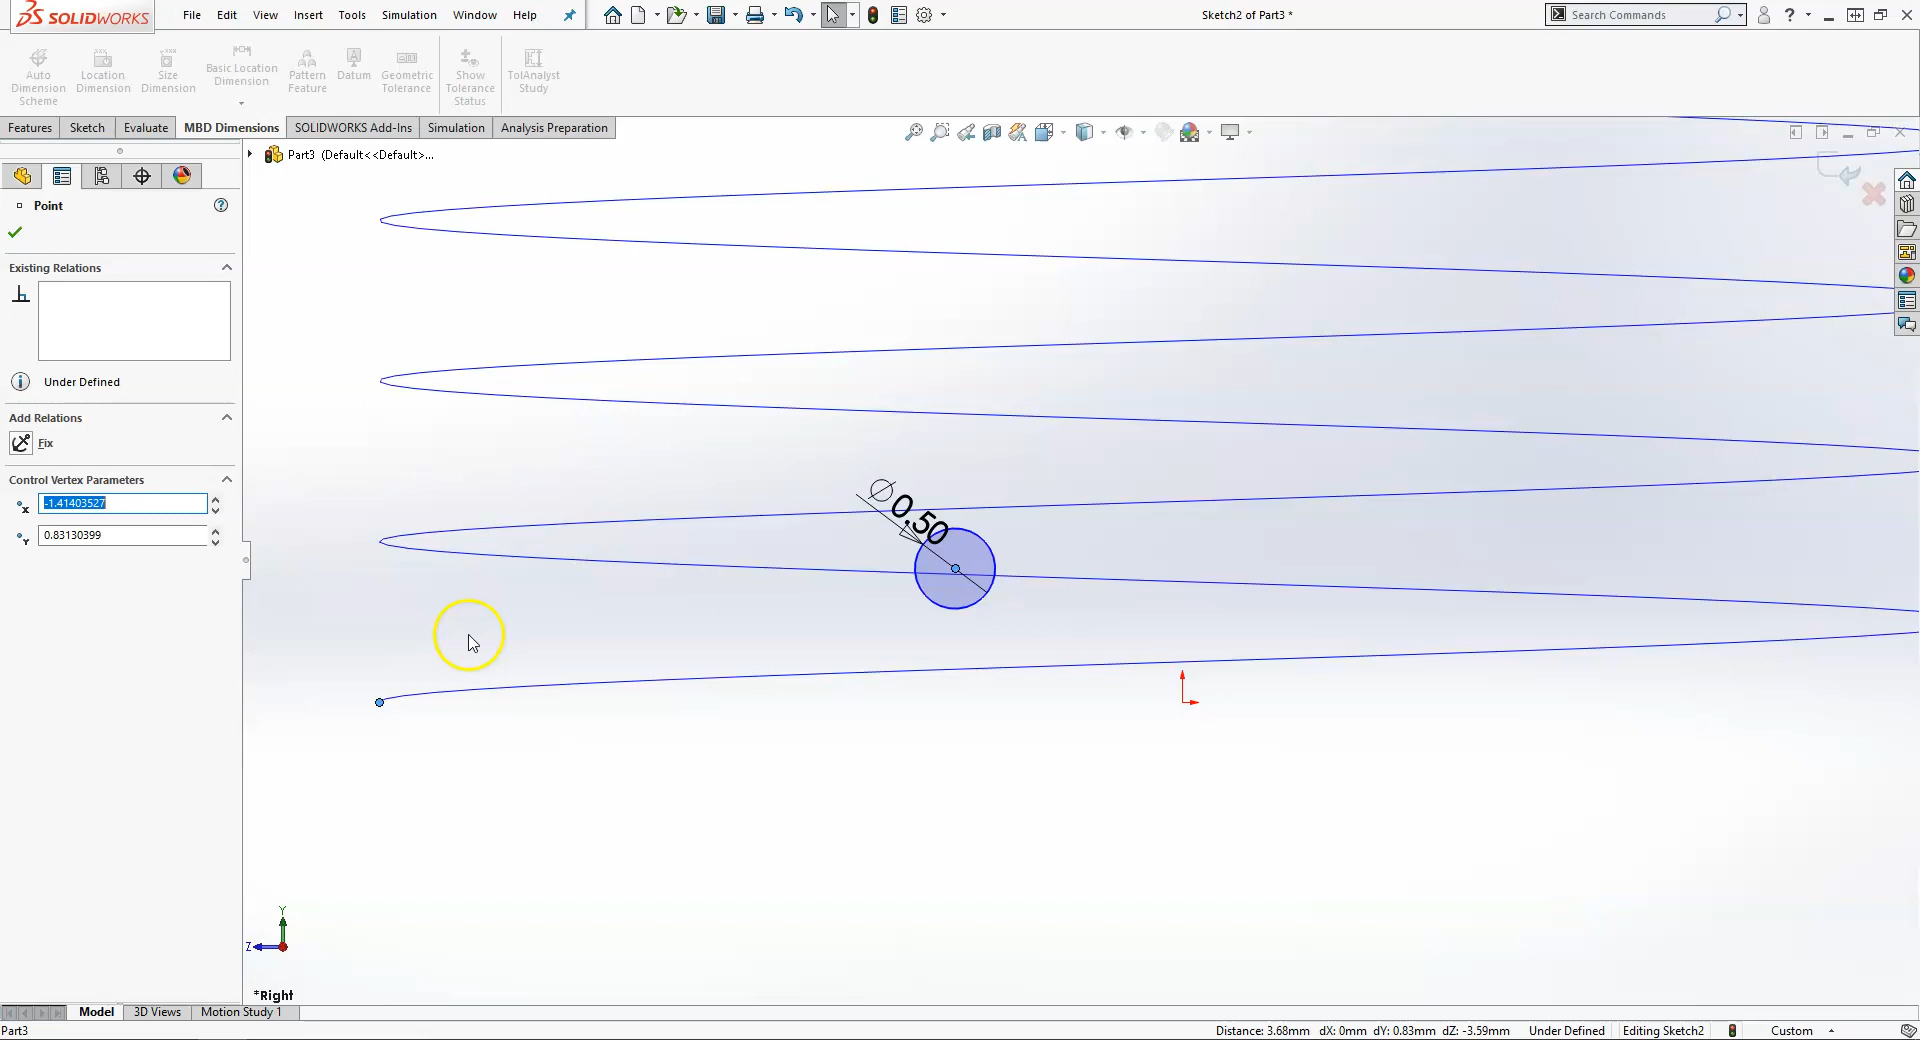 SOLIDWORKS
File Edit View Insert Tools Simulation Window Help
Sketch2 of Part3 *
Search Commands
?
Auto Dimension Scheme
Location Dimension
Size Dimension
Basic Location Dimension
Pattern Feature
Datum
Geometric Tolerance
Show Tolerance Status
TolAnalyst Study
Features Sketch Evaluate MBD Dimensions SOLIDWORKS Add-Ins Simulation Analysis Preparation
Part3 (Default<<Default>...
Point
?
Existing Relations
Under Defined
Add Relations
Fix
Control Vertex Parameters
X -1.41403527
Y 0.83130399
∅ 0.50
Y
Z
*Right
Model 3D Views Motion Study 1
Part3
Distance: 3.68mm dX: 0mm dY: 0.83mm dZ: -3.59mm Under Defined Editing Sketch2 Custom